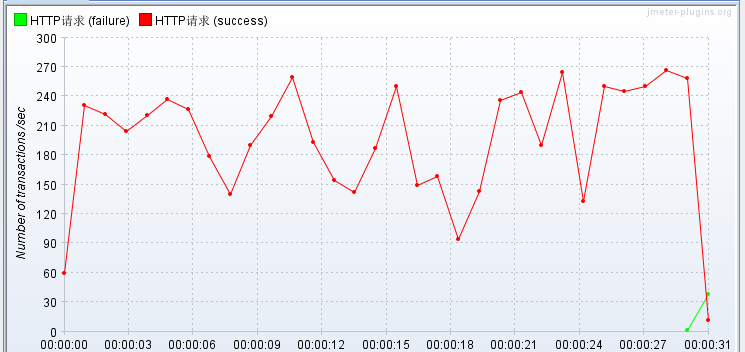 jmeter-plugins.org
HTTP请求 (failure) HTTP请求 (success)
300
270
240
210
180
150
120
90
60
30
0
Number of transactions /sec
00:00:00 00:00:03 00:00:06 00:00:09 00:00:12 00:00:15 00:00:18 00:00:21 00:00:24 00:00:27 00:00:31